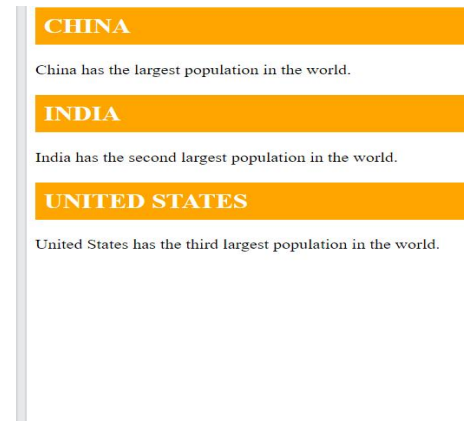 CHINA
China has the largest population in the world.
INDIA
India has the second largest population in the world.
UNITED STATES
United States has the third largest population in the world.